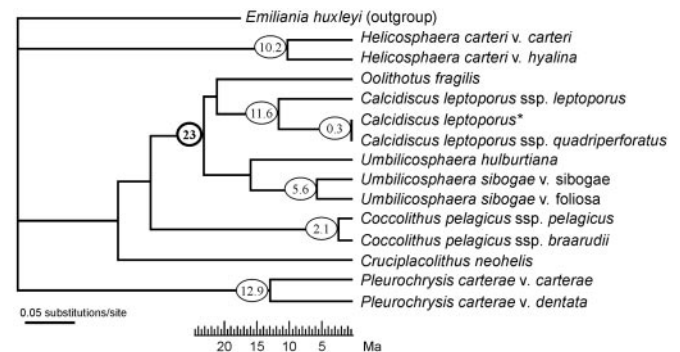 Emiliania huxleyi (outgroup)
Helicosphaera carteri v. carteri
10.2
Helicosphaera carteri v. hyalina
Oolithotus fragilis
Calcidiscus leptoporus ssp. leptoporus
11.6
Calcidiscus leptoporus*
0.3
23
Calcidiscus leptoporus ssp. quadriperforatus
Umbilicosphaera hulburtiana
Umbilicosphaera sibogae v. sibogae
5.6
Umbilicosphaera sibogae v. foliosa
Coccolithus pelagicus ssp. pelagicus
2.1
Coccolithus pelagicus ssp. braarudii
Cruciplacolithus neohelis
Pleurochrysis carterae v. carterae
12.9
Pleurochrysis carterae v. dentata
0.05 substitutions/site
20 15 10 5 Ma